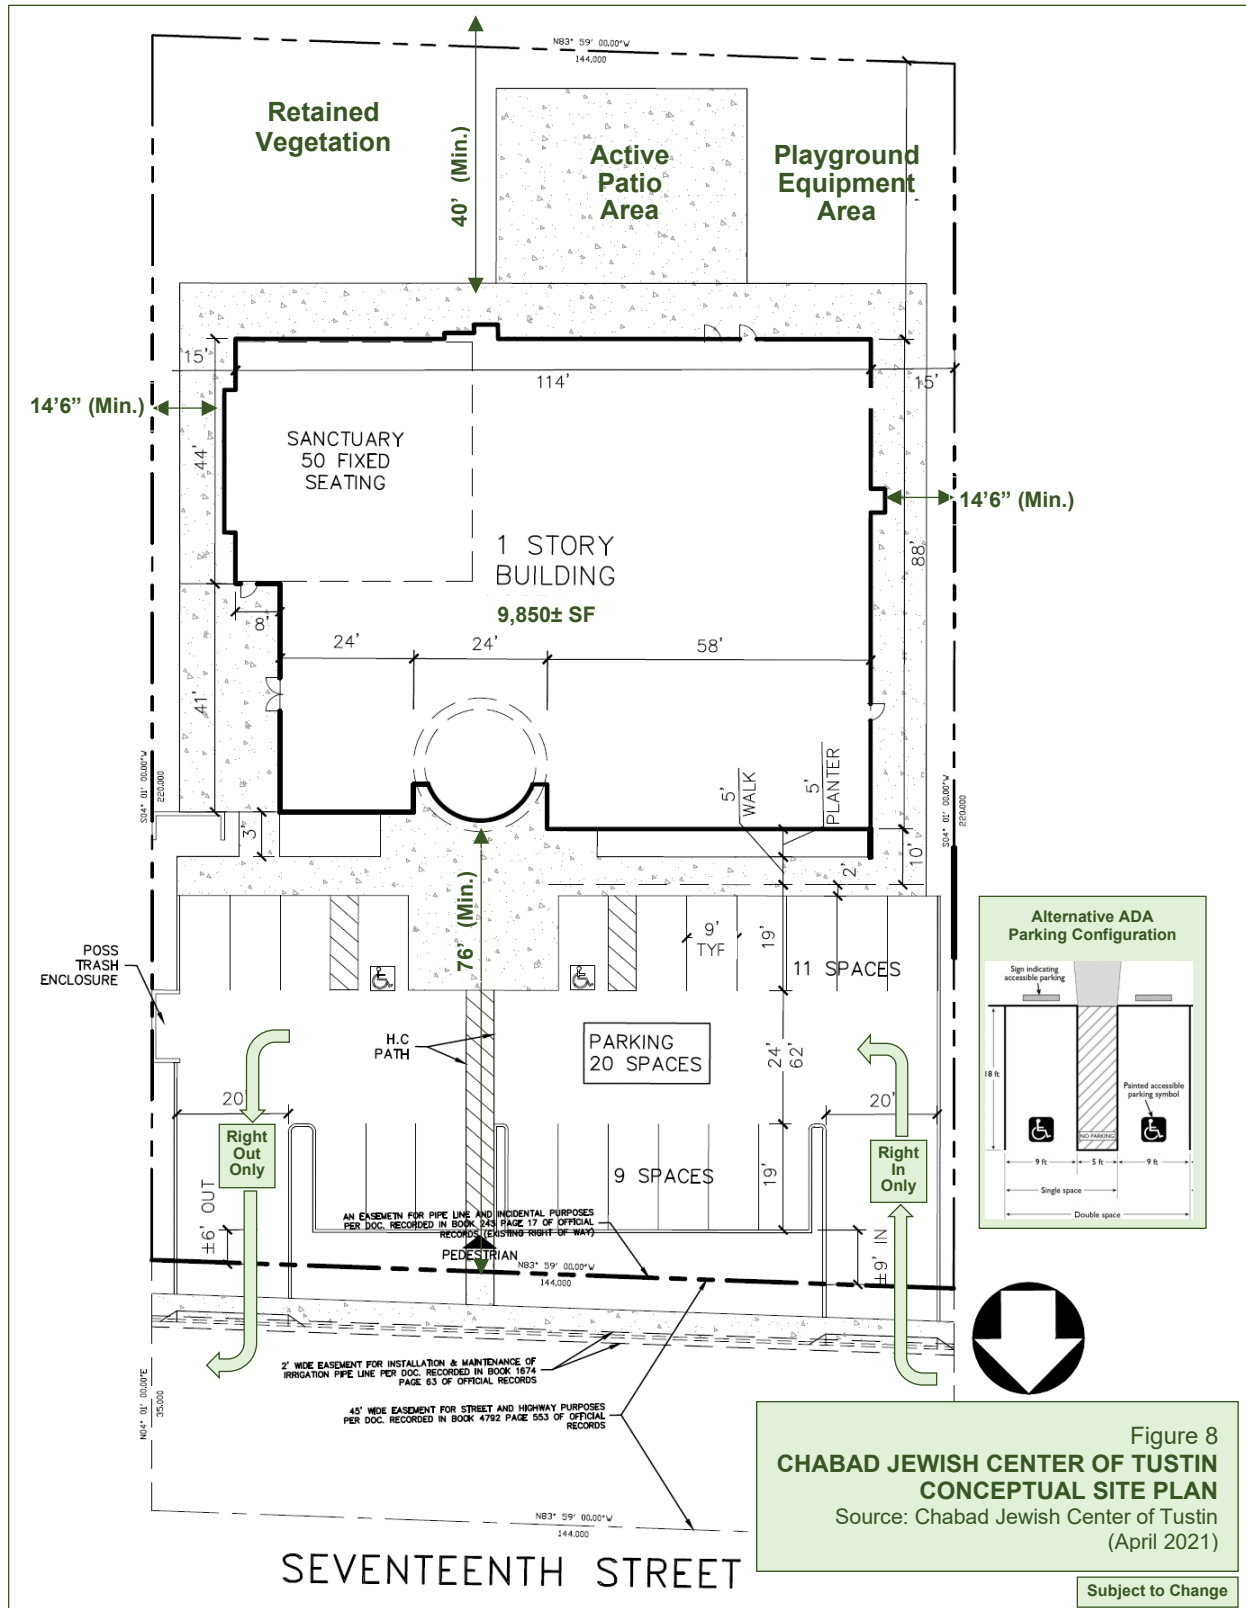 N83° 59' 00.00"W
144.000
Retained
Vegetation
40' (Min.)
Active
Patio
Area
Playground
Equipment
Area
15'
114'
15'
14'6" (Min.)
44'
SANCTUARY
50 FIXED
SEATING
14'6" (Min.)
1 STORY
BUILDING
9,850± SF
88'
8'
24'
24'
58'
41'
S04° 01' 00.00"W
220.000
5'
WALK
5'
PLANTER
S04° 01' 00.00"W
220.000
3'
10'
2'
76' (Min.)
9'
TYP
19'
11 SPACES
POSS
TRASH
ENCLOSURE
H.C
PATH
PARKING
20 SPACES
24'
62'
20'
20'
Right
Out
Only
Right
In
Only
9 SPACES
19'
±6' OUT
±9' IN
AN EASEMETN FOR PIPE LINE AND INCIDENTAL PURPOSES
PER DOC. RECORDED IN BOOK 243 PAGE 17 OF OFFICIAL
RECORDS (EXISTING RIGHT OF WAY)
PEDESTRIAN
N83° 59' 00.00"W
144.000
2' WIDE EASEMENT FOR INSTALLATION & MAINTENANCE OF
IRRIGATION PIPE LINE PER DOC. RECORDED IN BOOK 1674
PAGE 63 OF OFFICIAL RECORDS
45' WIDE EASEMENT FOR STREET AND HIGHWAY PURPOSES
PER DOC. RECORDED IN BOOK 4792 PAGE 553 OF OFFICIAL
RECORDS
N04° 01' 00.00"E
35.000
N83° 59' 00.00"W
144.000
SEVENTEENTH STREET
Alternative ADA
Parking Configuration
Sign indicating
accessible parking
18 ft
Painted accessible
parking symbol
NO PARKING
9 ft
5 ft
9 ft
Single space
Double space
Figure 8
CHABAD JEWISH CENTER OF TUSTIN
CONCEPTUAL SITE PLAN
Source: Chabad Jewish Center of Tustin
(April 2021)
Subject to Change